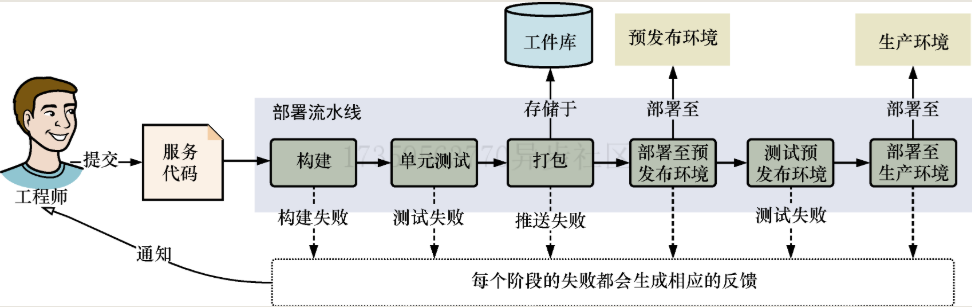 工件库
预发布环境
生产环境
部署流水线
存储于
部署至
部署至
提交
服务
代码
构建
单元测试
打包
部署至预
发布环境
测试预
发布环境
部署至
生产环境
工程师
构建失败
测试失败
推送失败
测试失败
通知
每个阶段的失败都会生成相应的反馈